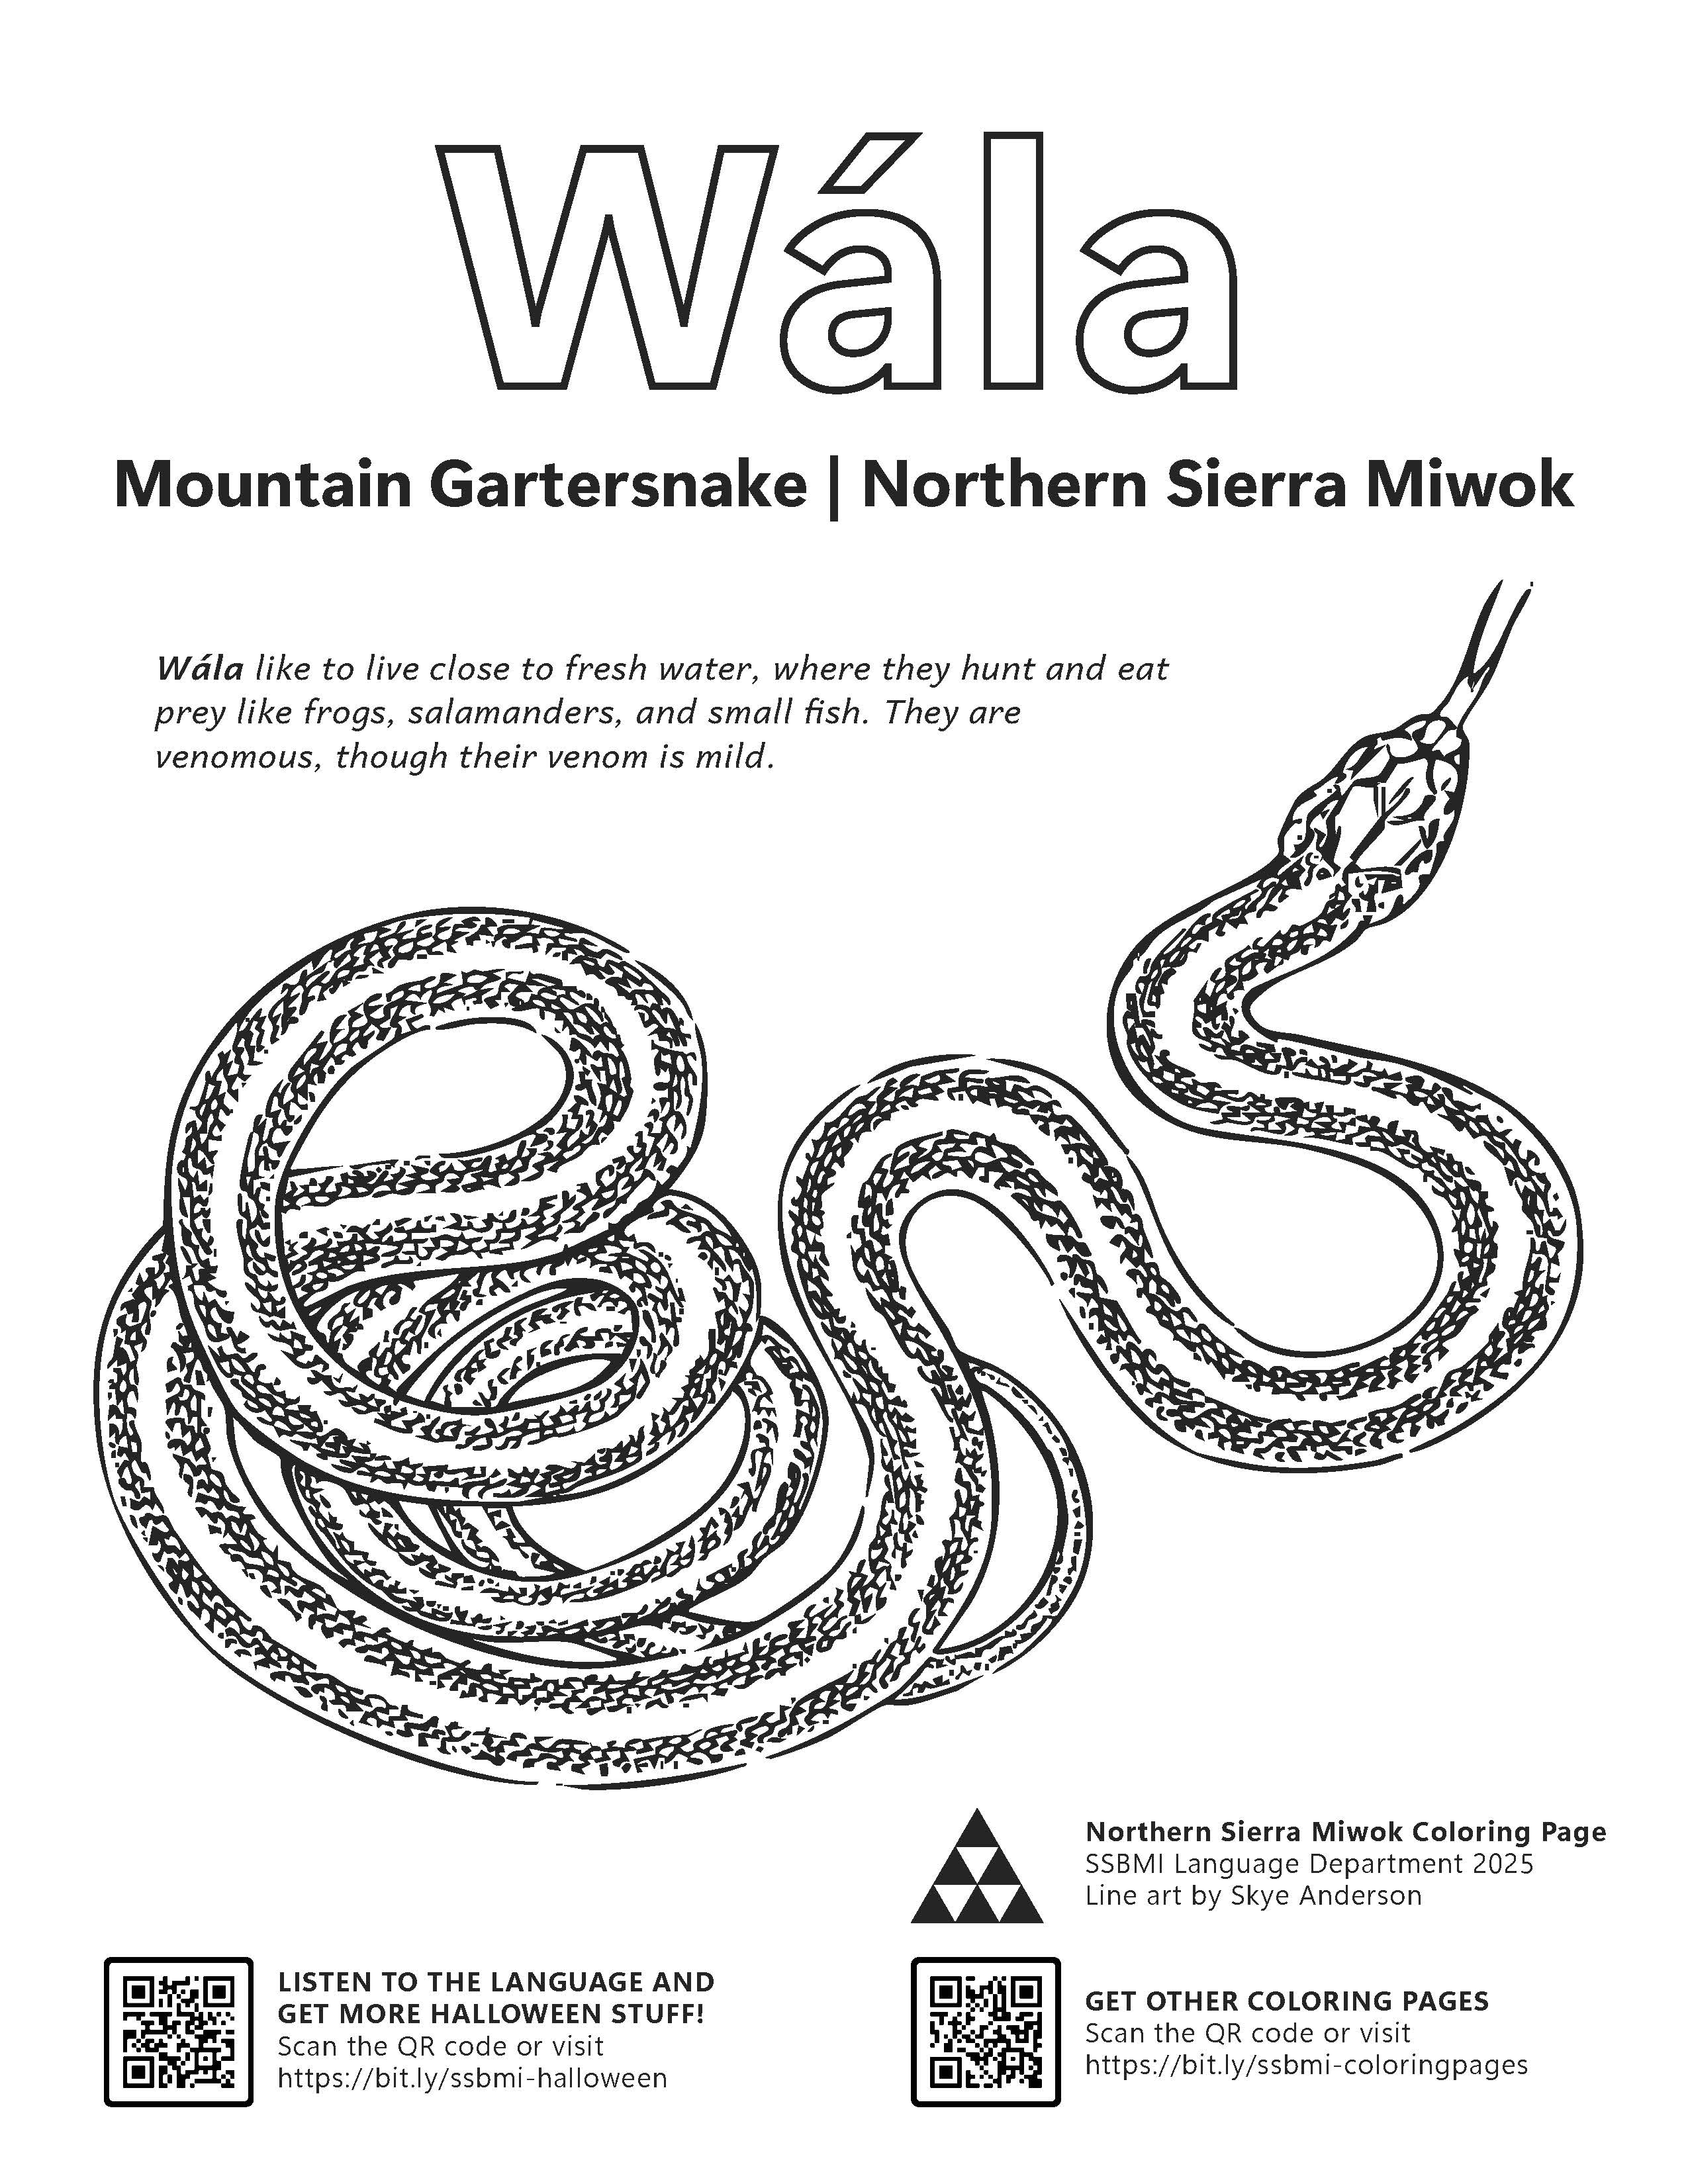 Wála
Mountain Gartersnake | Northern Sierra Miwok
Wála like to live close to fresh water, where they hunt and eat
prey like frogs, salamanders, and small fish. They are
venomous, though their venom is mild.
Northern Sierra Miwok Coloring Page
SSBMI Language Department 2025
Line art by Skye Anderson
LISTEN TO THE LANGUAGE AND
GET MORE HALLOWEEN STUFF!
Scan the QR code or visit
https://bit.ly/ssbmi-halloween
GET OTHER COLORING PAGES
Scan the QR code or visit
https://bit.ly/ssbmi-coloringpages